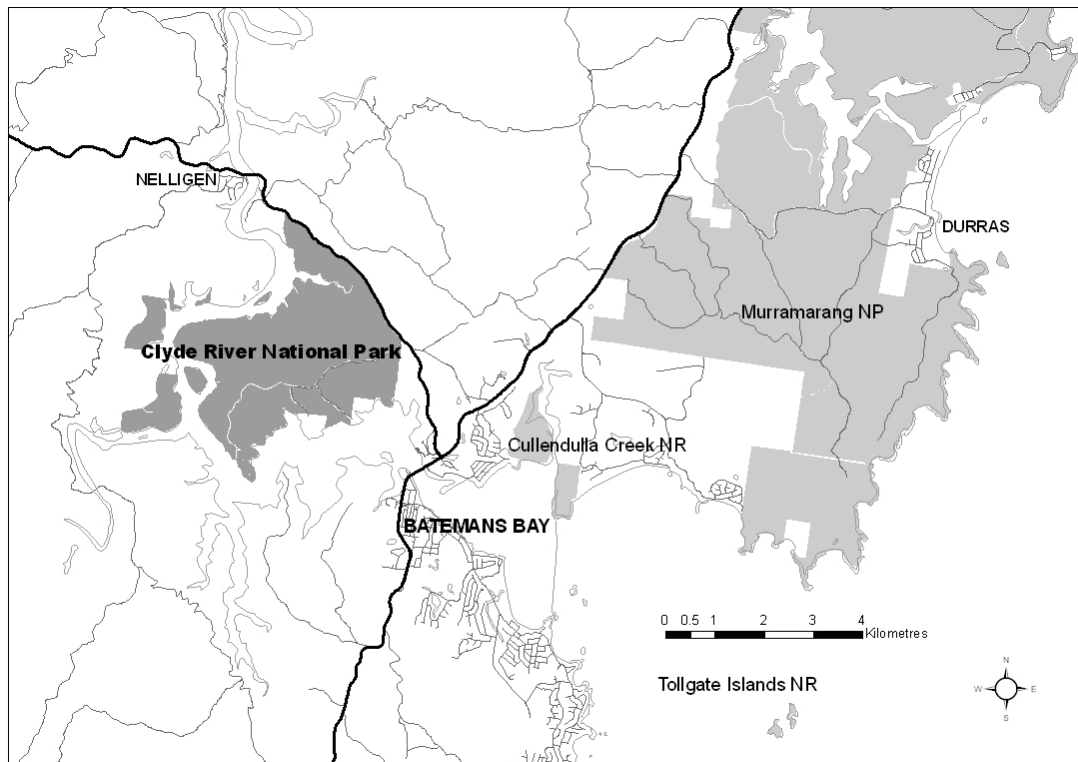 NELLIGEN
DURRAS
Murramarang NP
Clyde River National Park
Cullendulla Creek NR
BATEMANS BAY
0 0.5 1 2 3 4
Kilometres
Tollgate Islands NR
N
W E
S